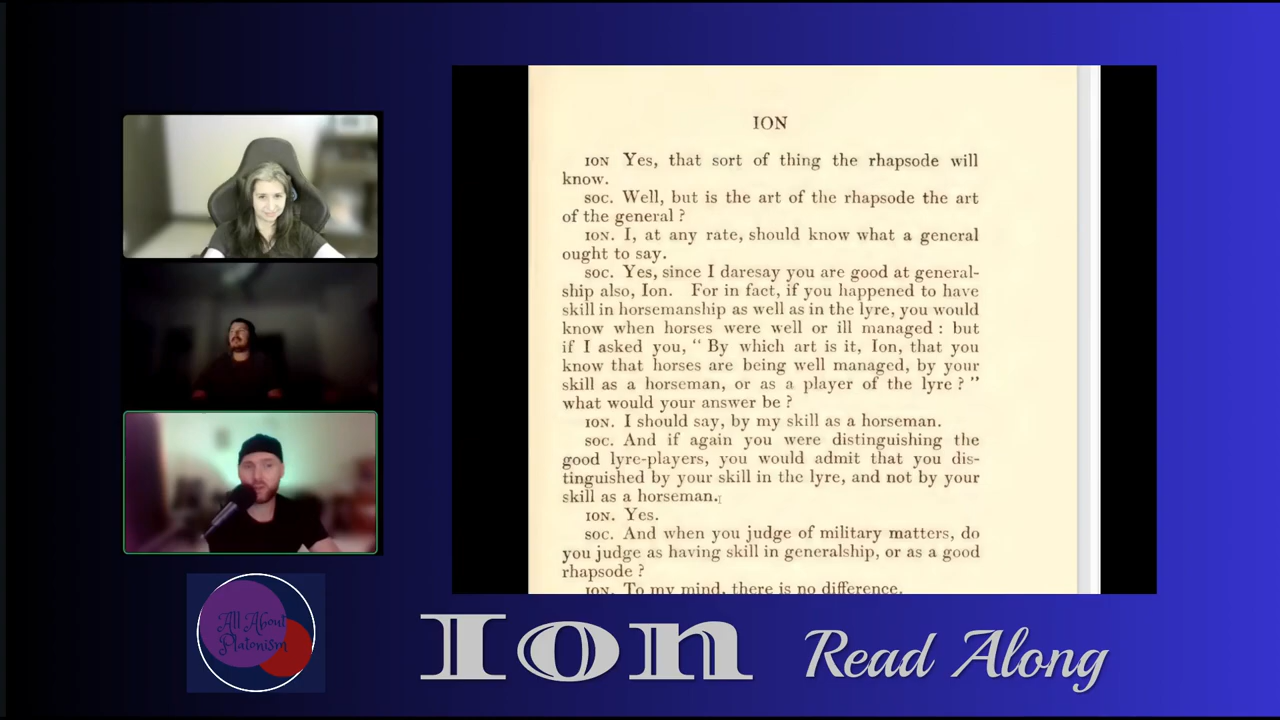 ION
ION Yes, that sort of thing the rhapsode will
know.
SOC. Well, but is the art of the rhapsode the art
of the general ?
ION. I, at any rate, should know what a general
ought to say.
SOC. Yes, since I daresay you are good at general-
ship also, Ion. For in fact, if you happened to have
skill in horsemanship as well as in the lyre, you would
know when horses were well or ill managed : but
if I asked you, “ By which art is it, Ion, that you
know that horses are being well managed, by your
skill as a horseman, or as a player of the lyre ? ”
what would your answer be ?
ION. I should say, by my skill as a horseman.
SOC. And if again you were distinguishing the
good lyre-players, you would admit that you dis-
tinguished by your skill in the lyre, and not by your
skill as a horseman.
ION. Yes.
SOC. And when you judge of military matters, do
you judge as having skill in generalship, or as a good
rhapsode ?
ION. To my mind, there is no difference.
All About
Platonism
Ion Read Along